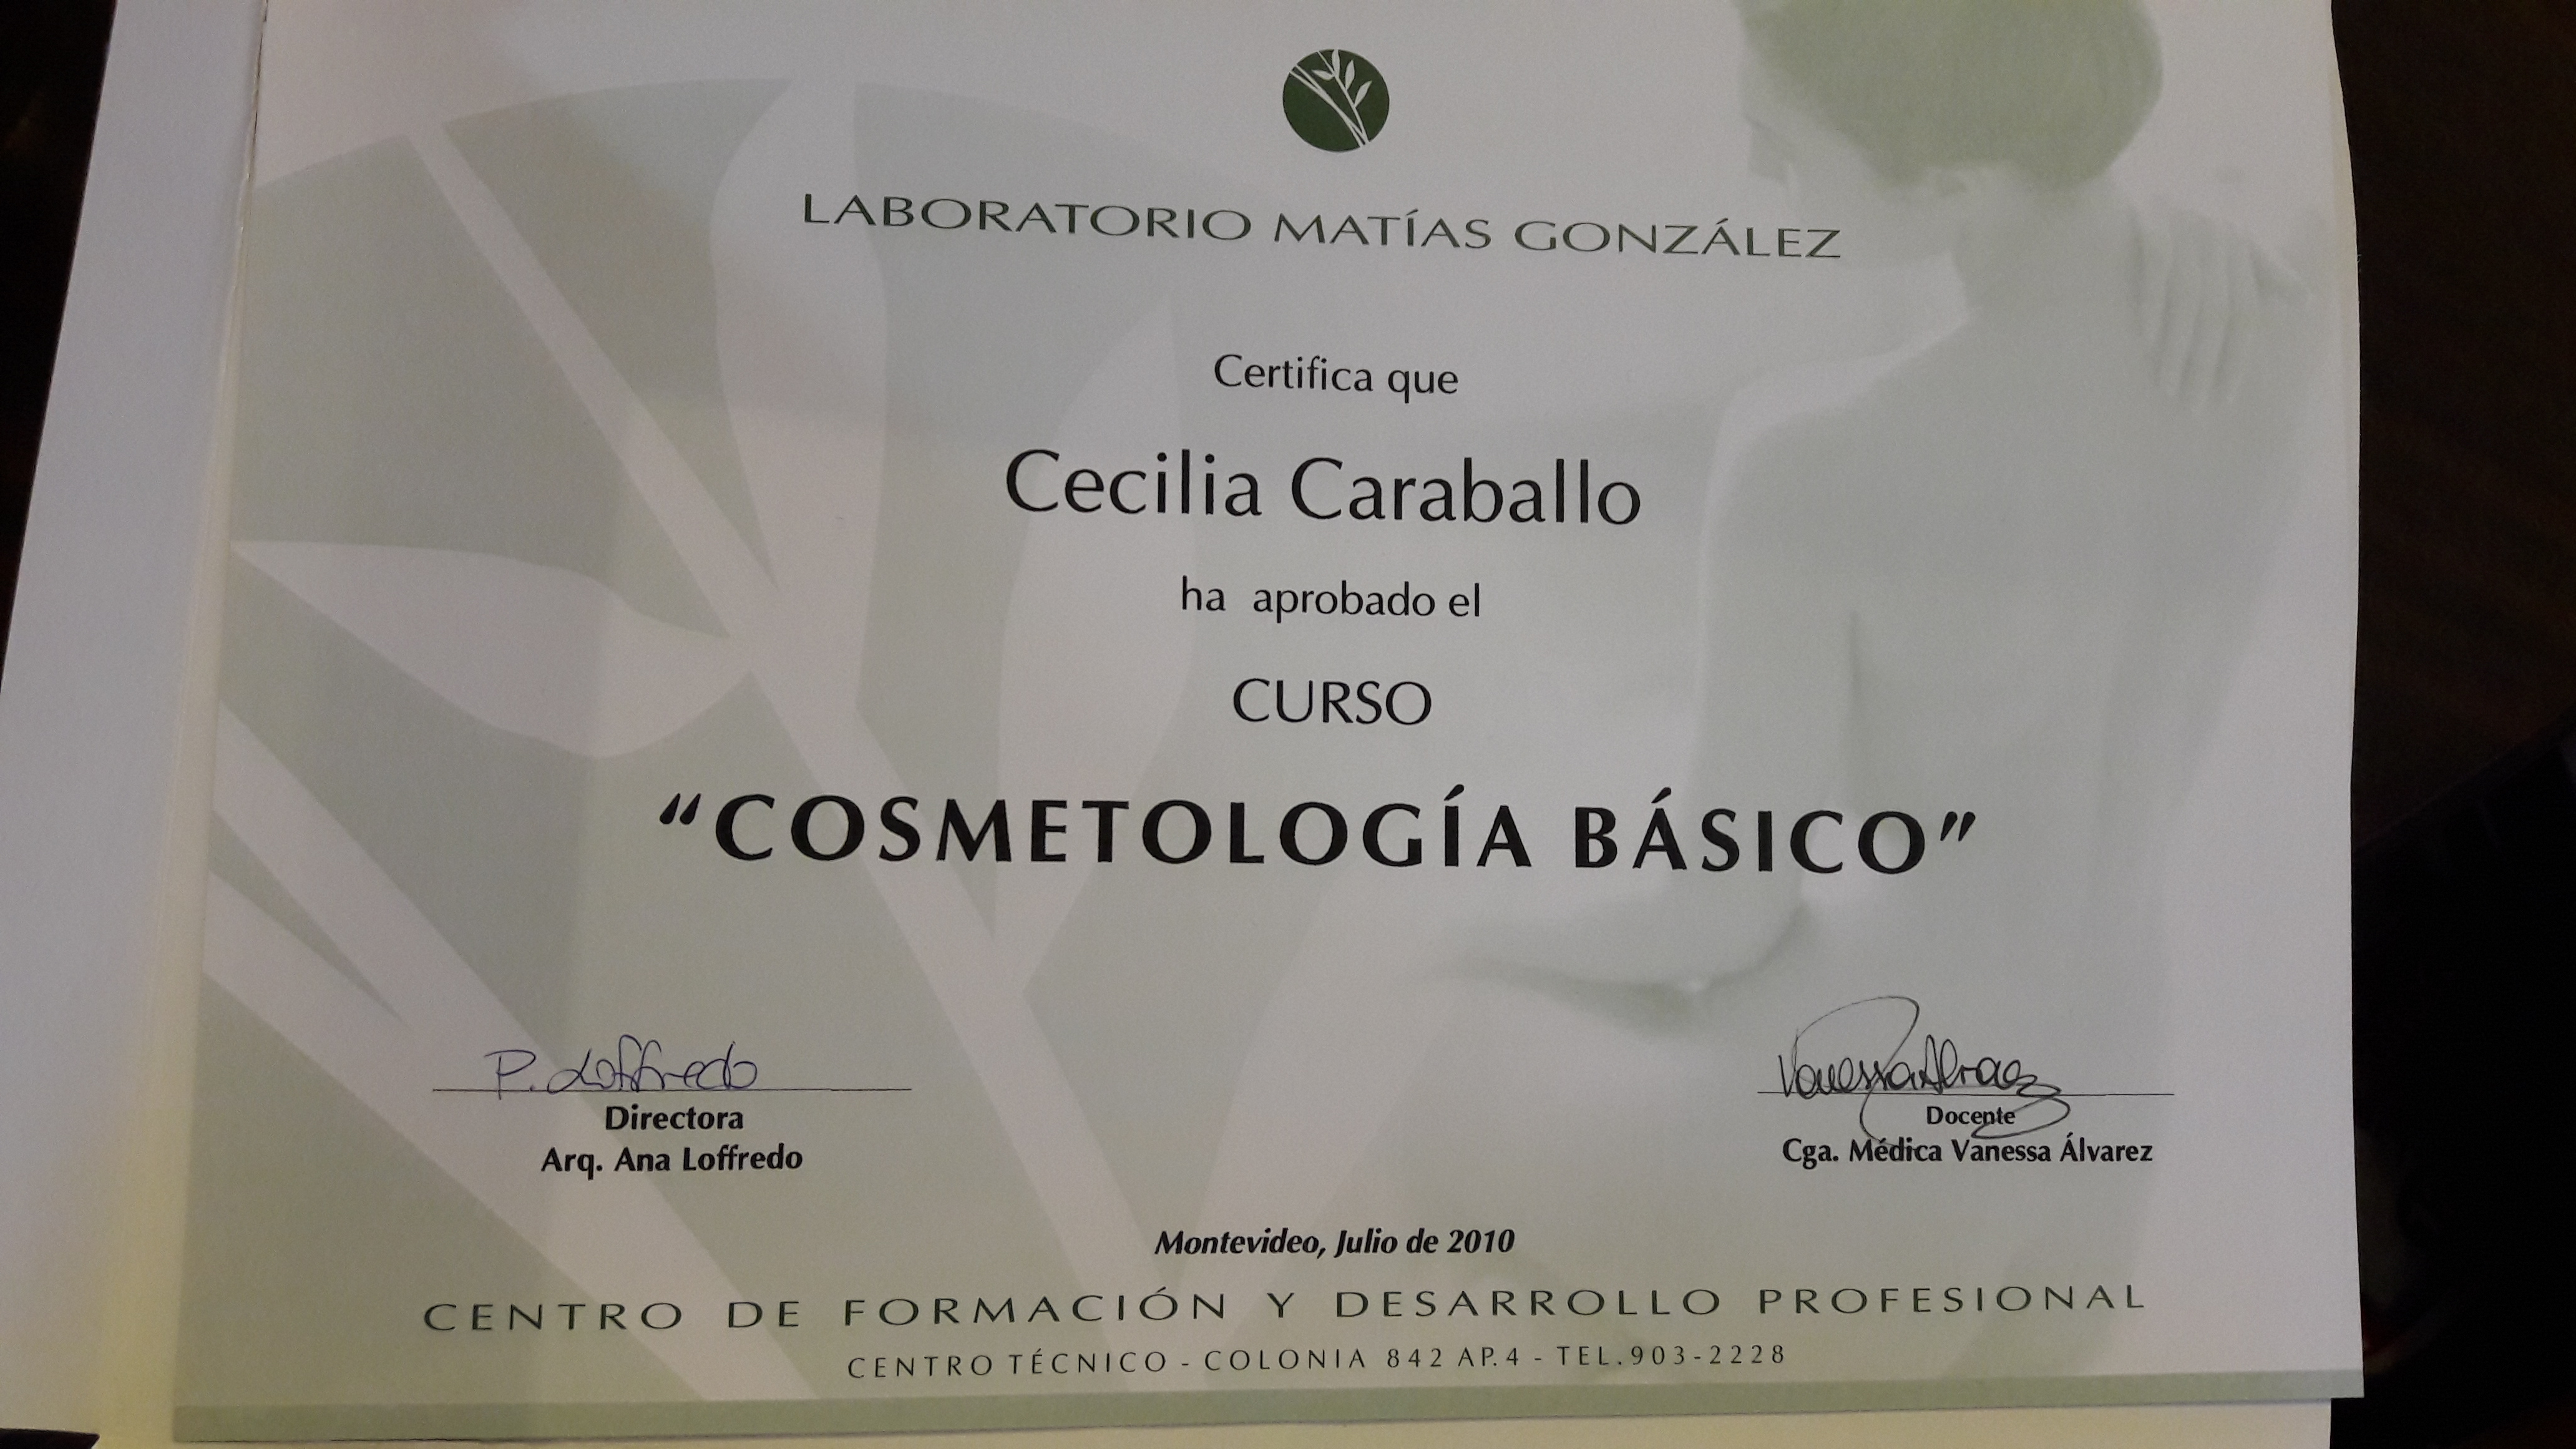 LABORATORIO MATÍAS GONZÁLEZ
Certifica que
Cecilia Caraballo
ha aprobado el
CURSO
"COSMETOLOGÍA BÁSICO"
P. Loffredo
Directora
Arq. Ana Loffredo
Vanessa Alvarez
Docente
Cga. Médica Vanessa Álvarez
Montevideo, Julio de 2010
CENTRO DE FORMACIÓN Y DESARROLLO PROFESIONAL
CENTRO TÉCNICO - COLONIA 842 AP.4 - TEL.903-2228